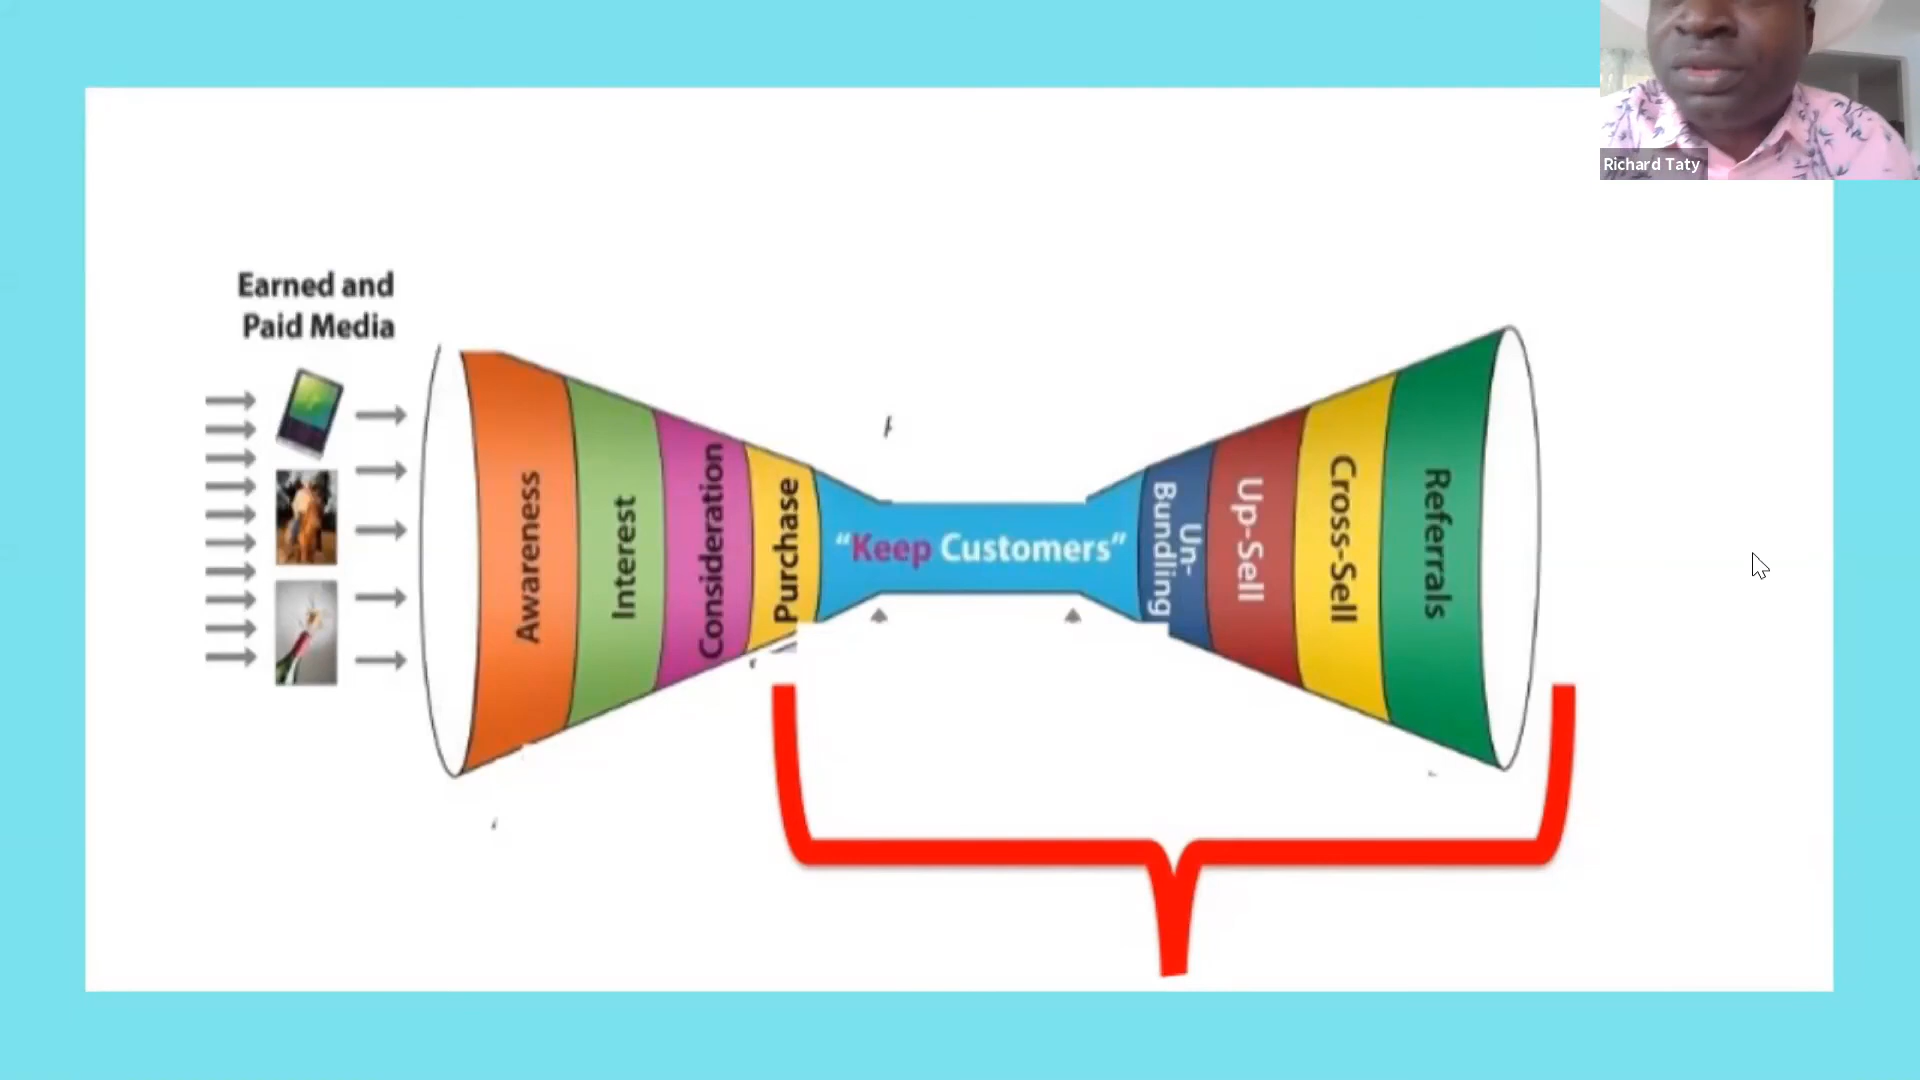 Richard Taty
Earned and
Paid Media
Awareness
Interest
Consideration
Purchase
“Keep Customers”
Un-
Bundling
Up-Sell
Cross-Sell
Referrals